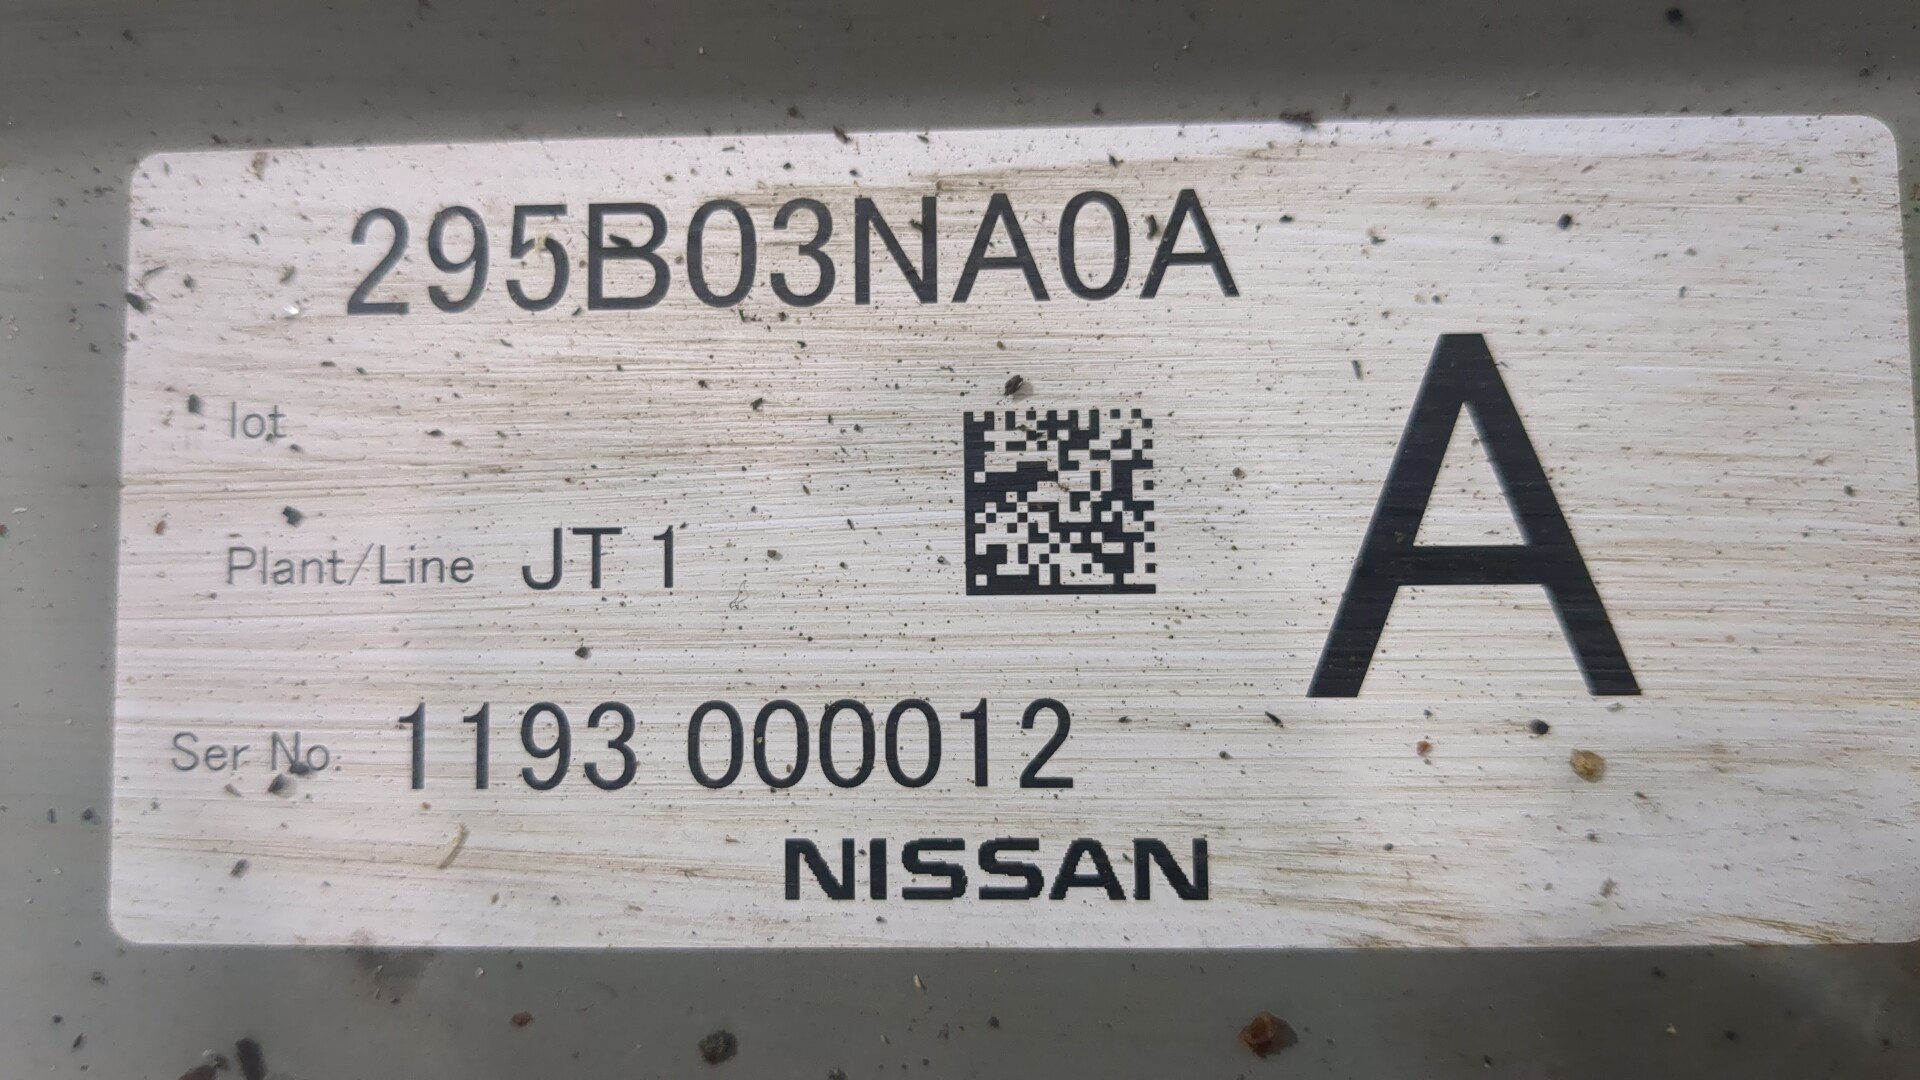 295B03NA0A
lot
A
Plant/Line JT 1
Ser No. 1193 000012
NISSAN